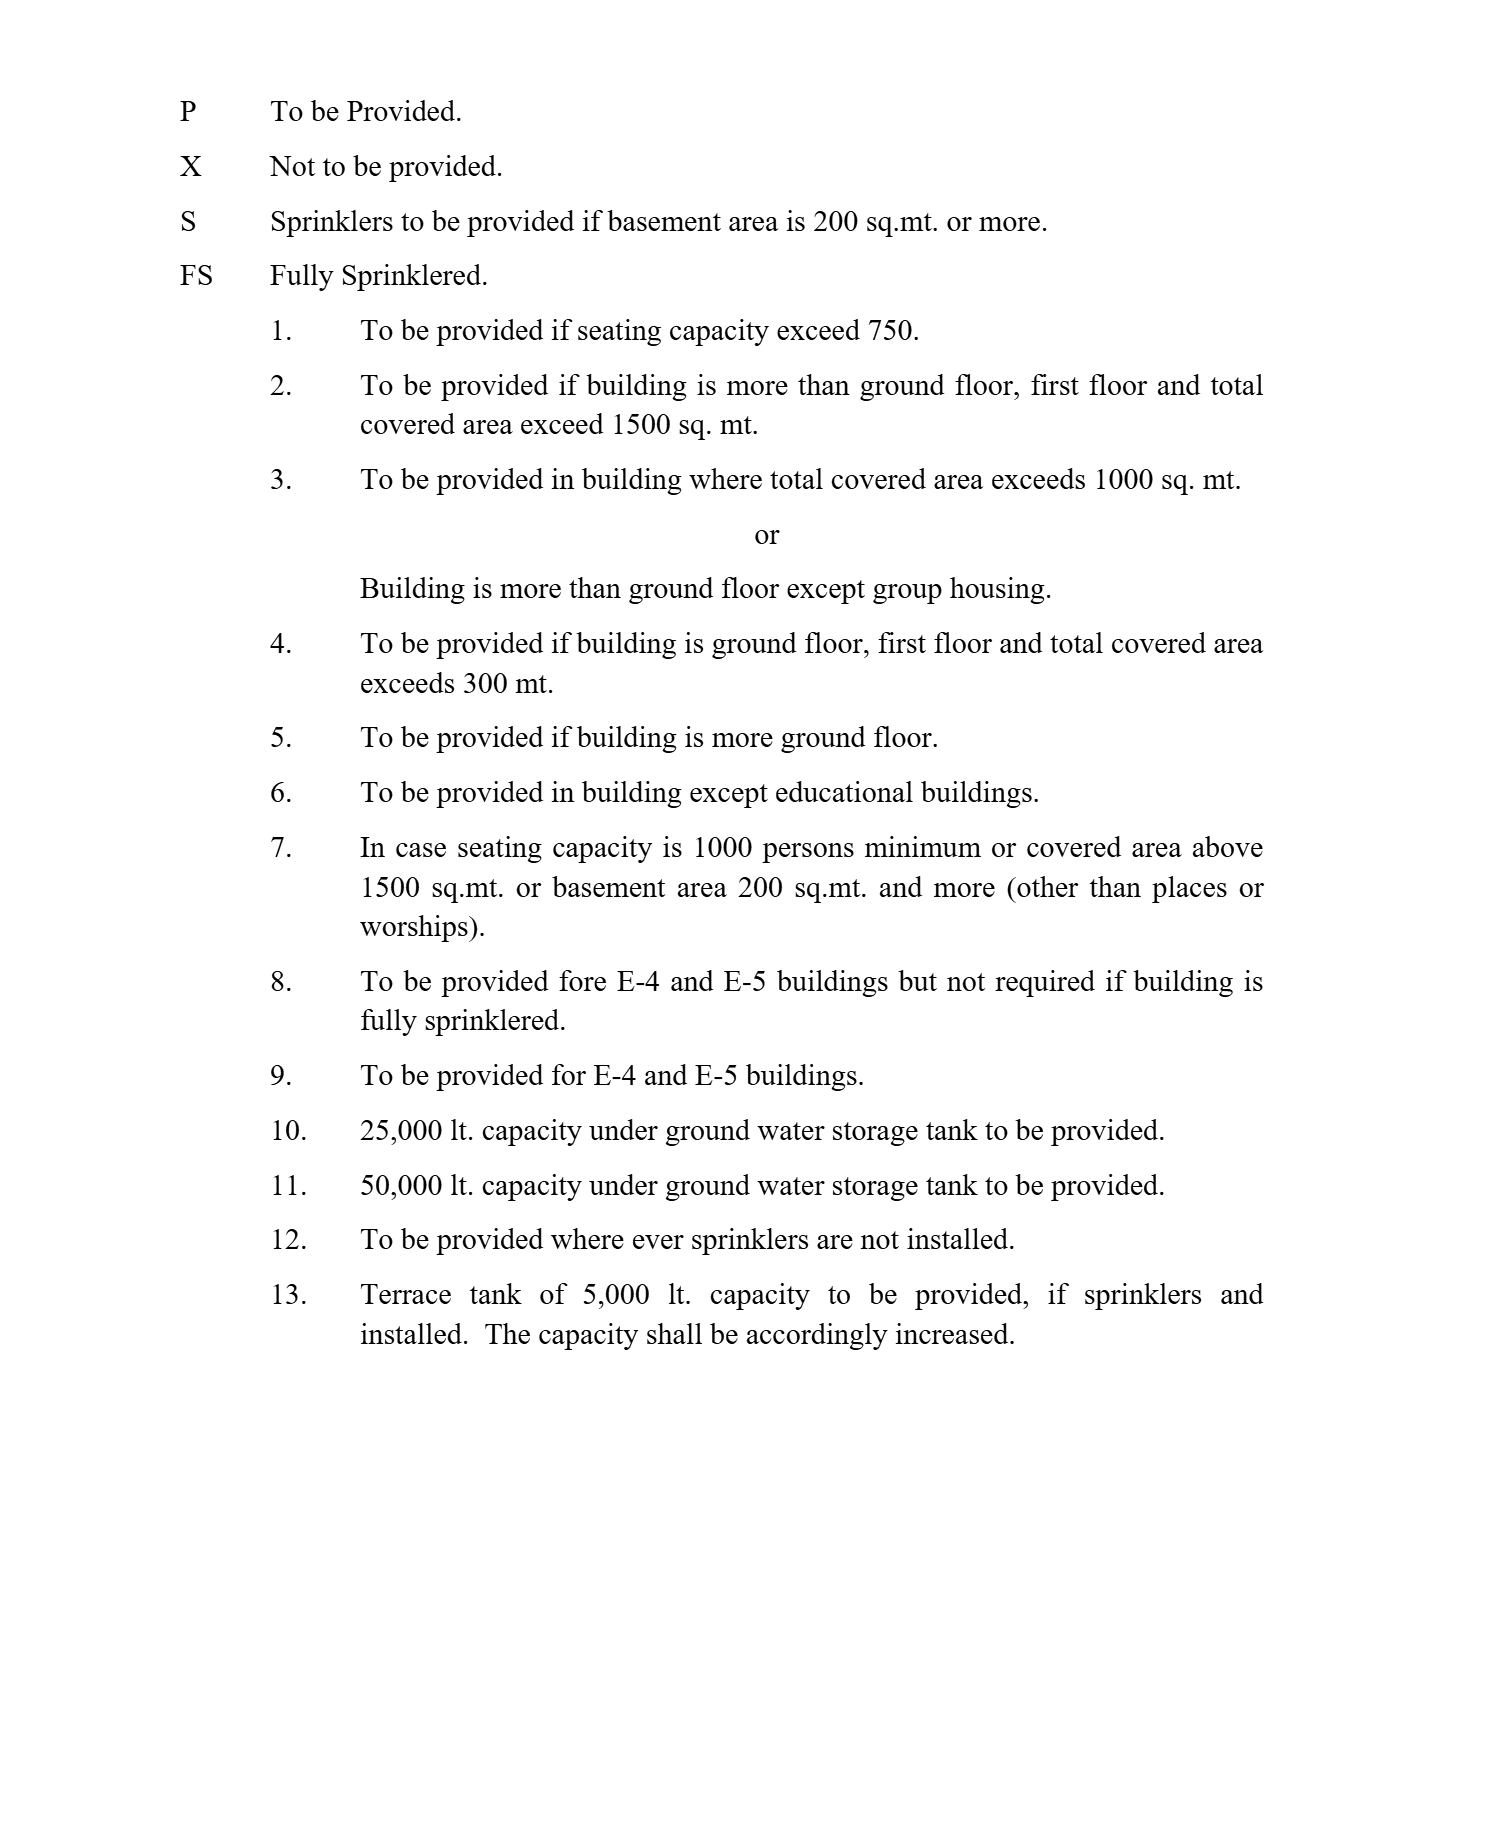 P To be Provided.
X Not to be provided.
S Sprinklers to be provided if basement area is 200 sq.mt. or more.
FS Fully Sprinklered.
1. To be provided if seating capacity exceed 750.
2. To be provided if building is more than ground floor, first floor and total
covered area exceed 1500 sq. mt.
3. To be provided in building where total covered area exceeds 1000 sq. mt.
or
Building is more than ground floor except group housing.
4. To be provided if building is ground floor, first floor and total covered area
exceeds 300 mt.
5. To be provided if building is more ground floor.
6. To be provided in building except educational buildings.
7. In case seating capacity is 1000 persons minimum or covered area above
1500 sq.mt. or basement area 200 sq.mt. and more (other than places or
worships).
8. To be provided fore E-4 and E-5 buildings but not required if building is
fully sprinklered.
9. To be provided for E-4 and E-5 buildings.
10. 25,000 lt. capacity under ground water storage tank to be provided.
11. 50,000 lt. capacity under ground water storage tank to be provided.
12. To be provided where ever sprinklers are not installed.
13. Terrace tank of 5,000 lt. capacity to be provided, if sprinklers and
installed. The capacity shall be accordingly increased.